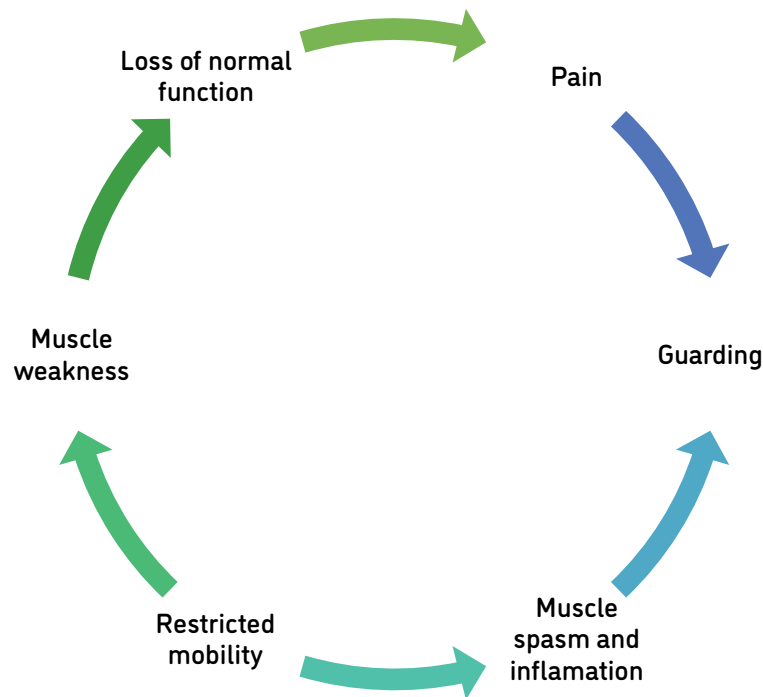 Loss of normal
function
Pain
Guarding
Muscle
spasm and
inflamation
Restricted
mobility
Muscle
weakness